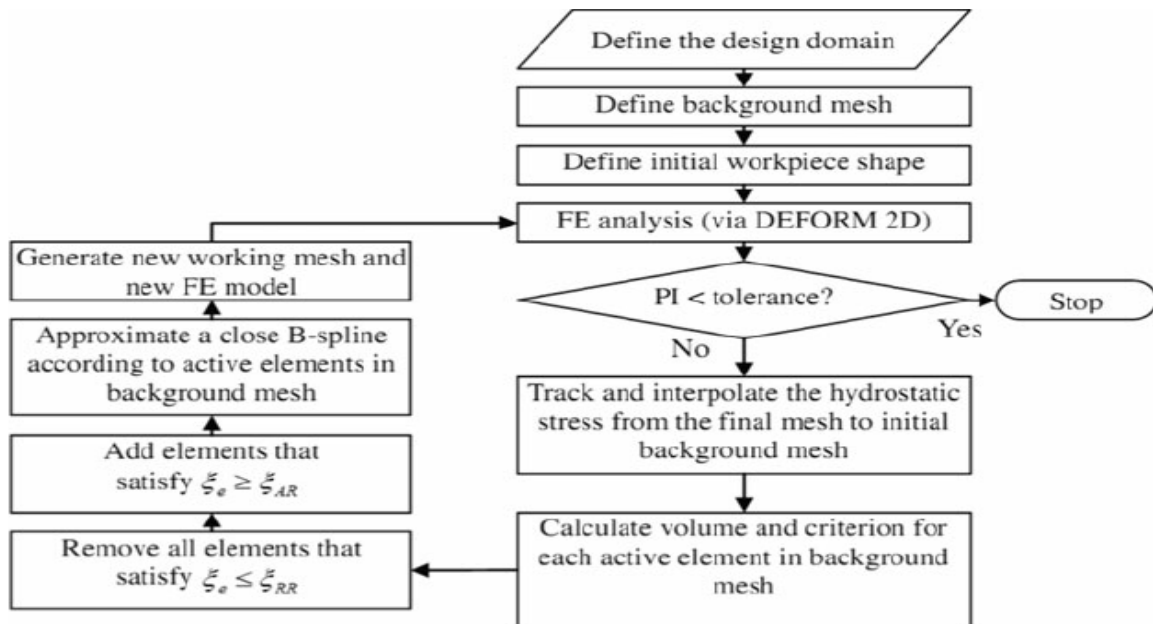 Define the design domain
Define background mesh
Define initial workpiece shape
FE analysis (via DEFORM 2D)
PI < tolerance?
Yes
Stop
No
Track and interpolate the hydrostatic
stress from the final mesh to initial
background mesh
Calculate volume and criterion for
each active element in background
mesh
Remove all elements that
satisfy ξe ≤ ξRR
Add elements that
satisfy ξe ≥ ξAR
Approximate a close B-spline
according to active elements in
background mesh
Generate new working mesh and
new FE model